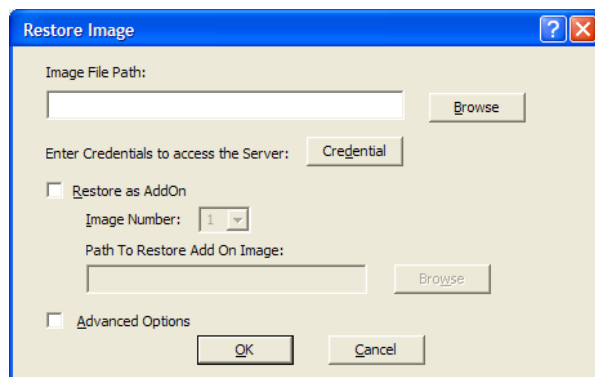 Restore Image
Image File Path:
Browse
Enter Credentials to access the Server: Credential
Restore as AddOn
Image Number: 1
Path To Restore Add On Image:
Browse
Advanced Options
OK Cancel